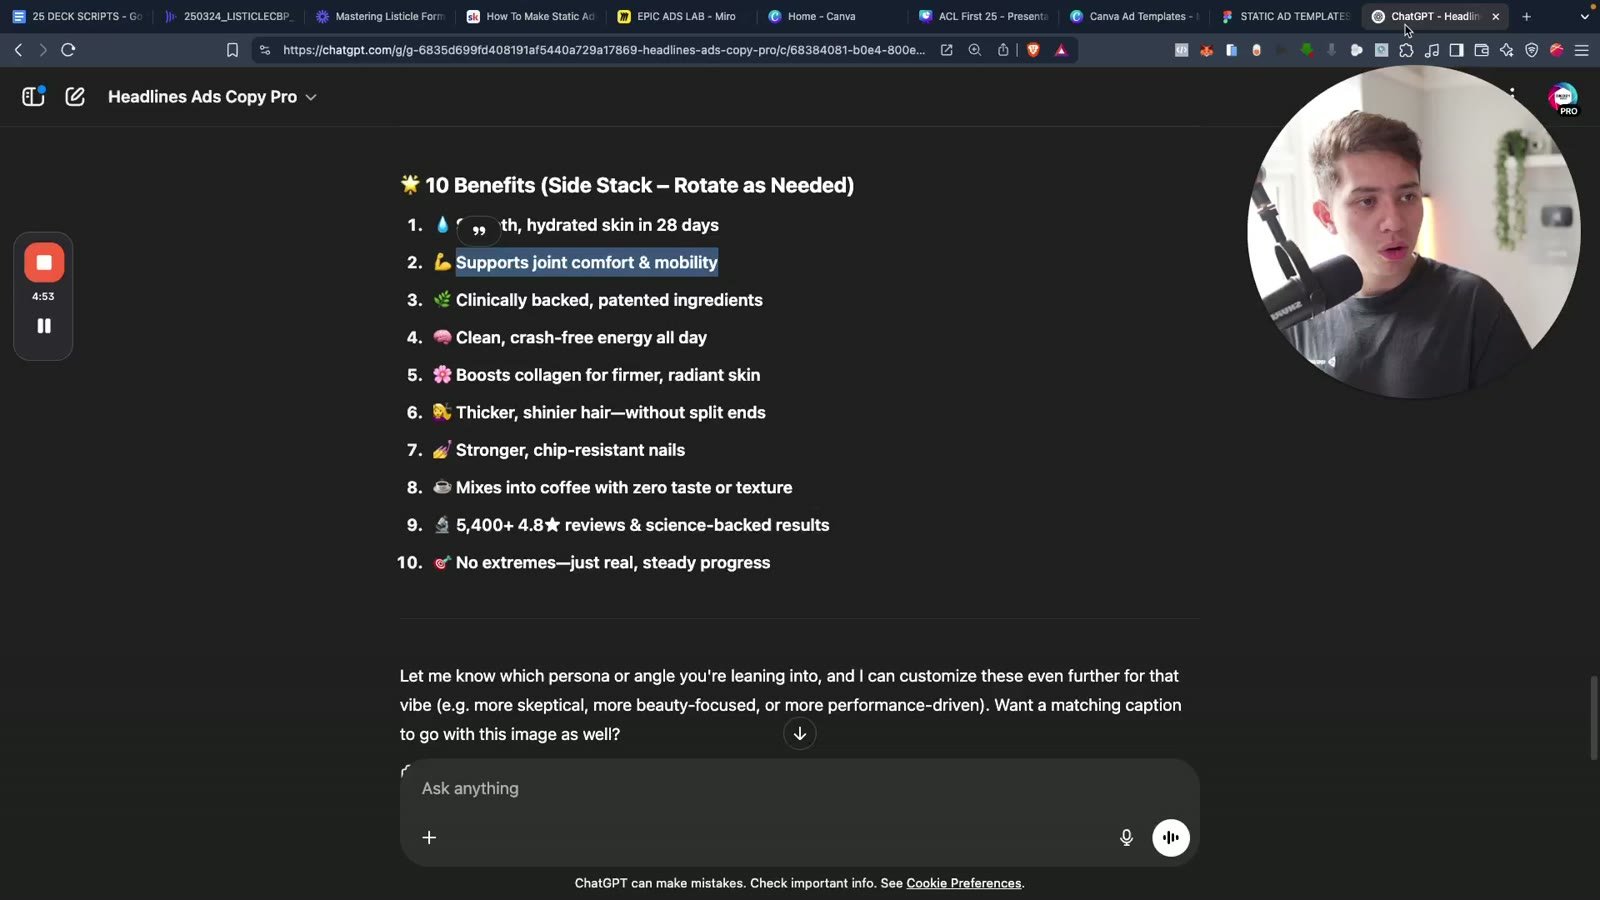 25 DECK SCRIPTS - Go
250324_LISTICLECBP_
Mastering Listicle Form
How To Make Static Ad
EPIC ADS LAB - Miro
Home - Canva
ACL First 25 - Presenta
Canva Ad Templates -
STATIC AD TEMPLATES
ChatGPT - Headlin
https://chatgpt.com/g/g-6835d699fd408191af5440a729a17869-headlines-ads-copy-pro/c/68384081-b0e4-800e...
Headlines Ads Copy Pro
PRO
🌟 10 Benefits (Side Stack – Rotate as Needed)
1. 💧 th, hydrated skin in 28 days
2. 💪 Supports joint comfort & mobility
3. 🌿 Clinically backed, patented ingredients
4. 🧠 Clean, crash-free energy all day
5. 🌸 Boosts collagen for firmer, radiant skin
6. 💇‍♀️ Thicker, shinier hair—without split ends
7. 💅 Stronger, chip-resistant nails
8. ☕ Mixes into coffee with zero taste or texture
9. 🔬 5,400+ 4.8★ reviews & science-backed results
10. 🎯 No extremes—just real, steady progress
4:53
Let me know which persona or angle you're leaning into, and I can customize these even further for that
vibe (e.g. more skeptical, more beauty-focused, or more performance-driven). Want a matching caption
to go with this image as well?
Ask anything
ChatGPT can make mistakes. Check important info. See Cookie Preferences.